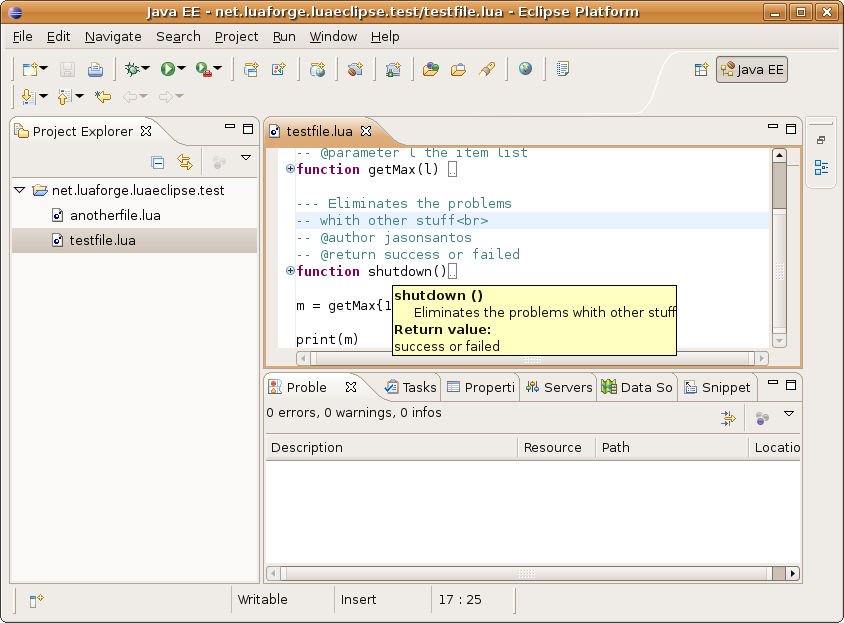 Java EE - net.luaforge.luaeclipse.test/testfile.lua - Eclipse Platform
File Edit Navigate Search Project Run Window Help
Java EE
Project Explorer
net.luaforge.luaeclipse.test
anotherfile.lua
testfile.lua
testfile.lua
-- @parameter l the item list
function getMax(l)
--- Eliminates the problems
-- whith other stuff<br>
-- @author jasonsantos
-- @return success or failed
function shutdown()
m = getMax{1
print(m)
shutdown ()
Eliminates the problems whith other stuff
Return value:
success or failed
Proble Tasks Properti Servers Data So Snippet
0 errors, 0 warnings, 0 infos
Description Resource Path Locatio
Writable Insert 17 : 25